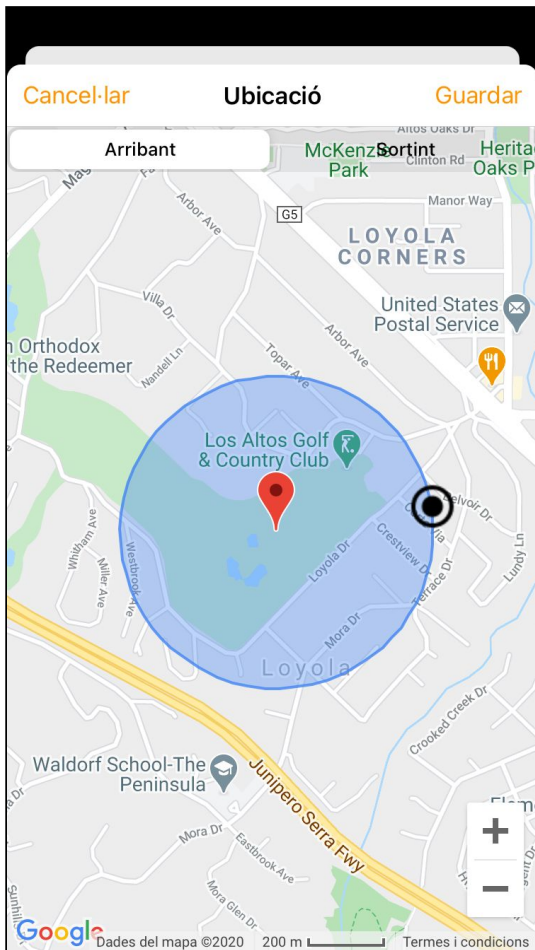 Cancel·lar
Ubicació
Guardar
Arribant
Sortint
Altos Oaks Dr
McKenzie
Park
Clinton Rd
Oaks P
Arbor Ave
Manor Way
G5
LOYOLA
CORNERS
Villa Dr
United States
Postal Service
Arbor Ave
Orthodox
the Redeemer
Nandell Ln
Topar Ave
Los Altos Golf
& Country Club
Belvoir Dr
Whitham Ave
Westbrook Ave
Miller Ave
Loyola Dr
Crestview Dr
Terrace Dr
Lundy Ln
Mora Dr
Loyola
Crooked Creek Dr
Waldorf School-The
Peninsula
Junipero Serra Fwy
Mora Dr
Eastbrook Ave
Mora Glen Dr
+
−
Google
Dades del mapa ©2020
200 m
Termes i condicions